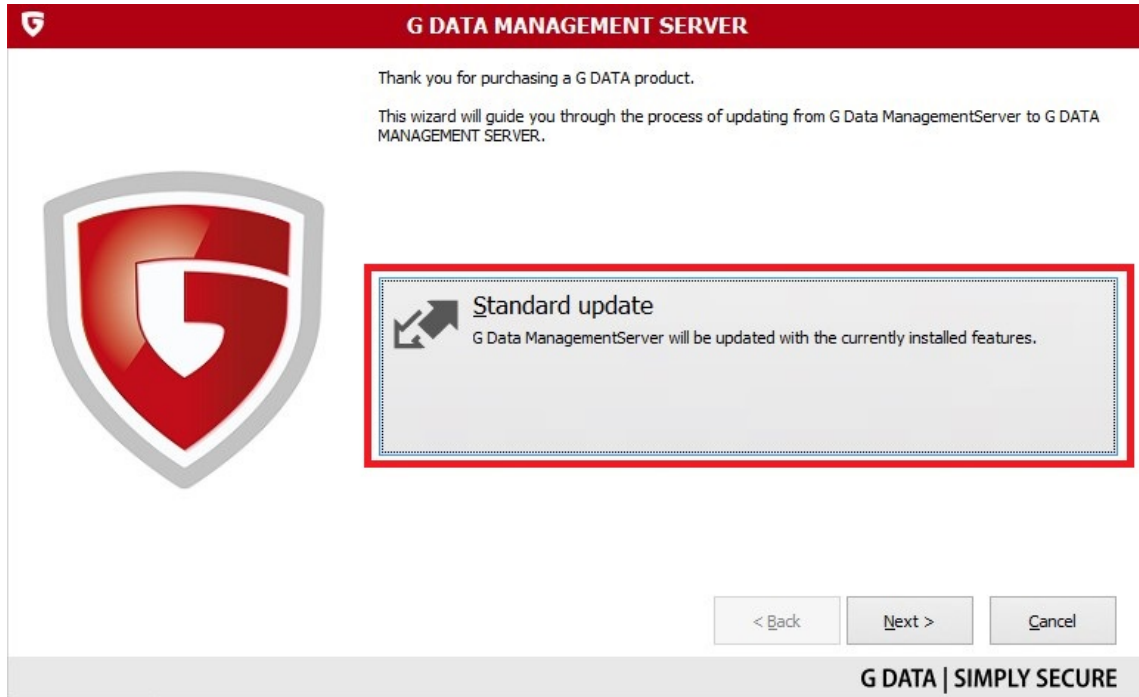 G DATA MANAGEMENT SERVER
Thank you for purchasing a G DATA product.
This wizard will guide you through the process of updating from G Data ManagementServer to G DATA
MANAGEMENT SERVER.
Standard update
G Data ManagementServer will be updated with the currently installed features.
< Back
Next >
Cancel
G DATA | SIMPLY SECURE